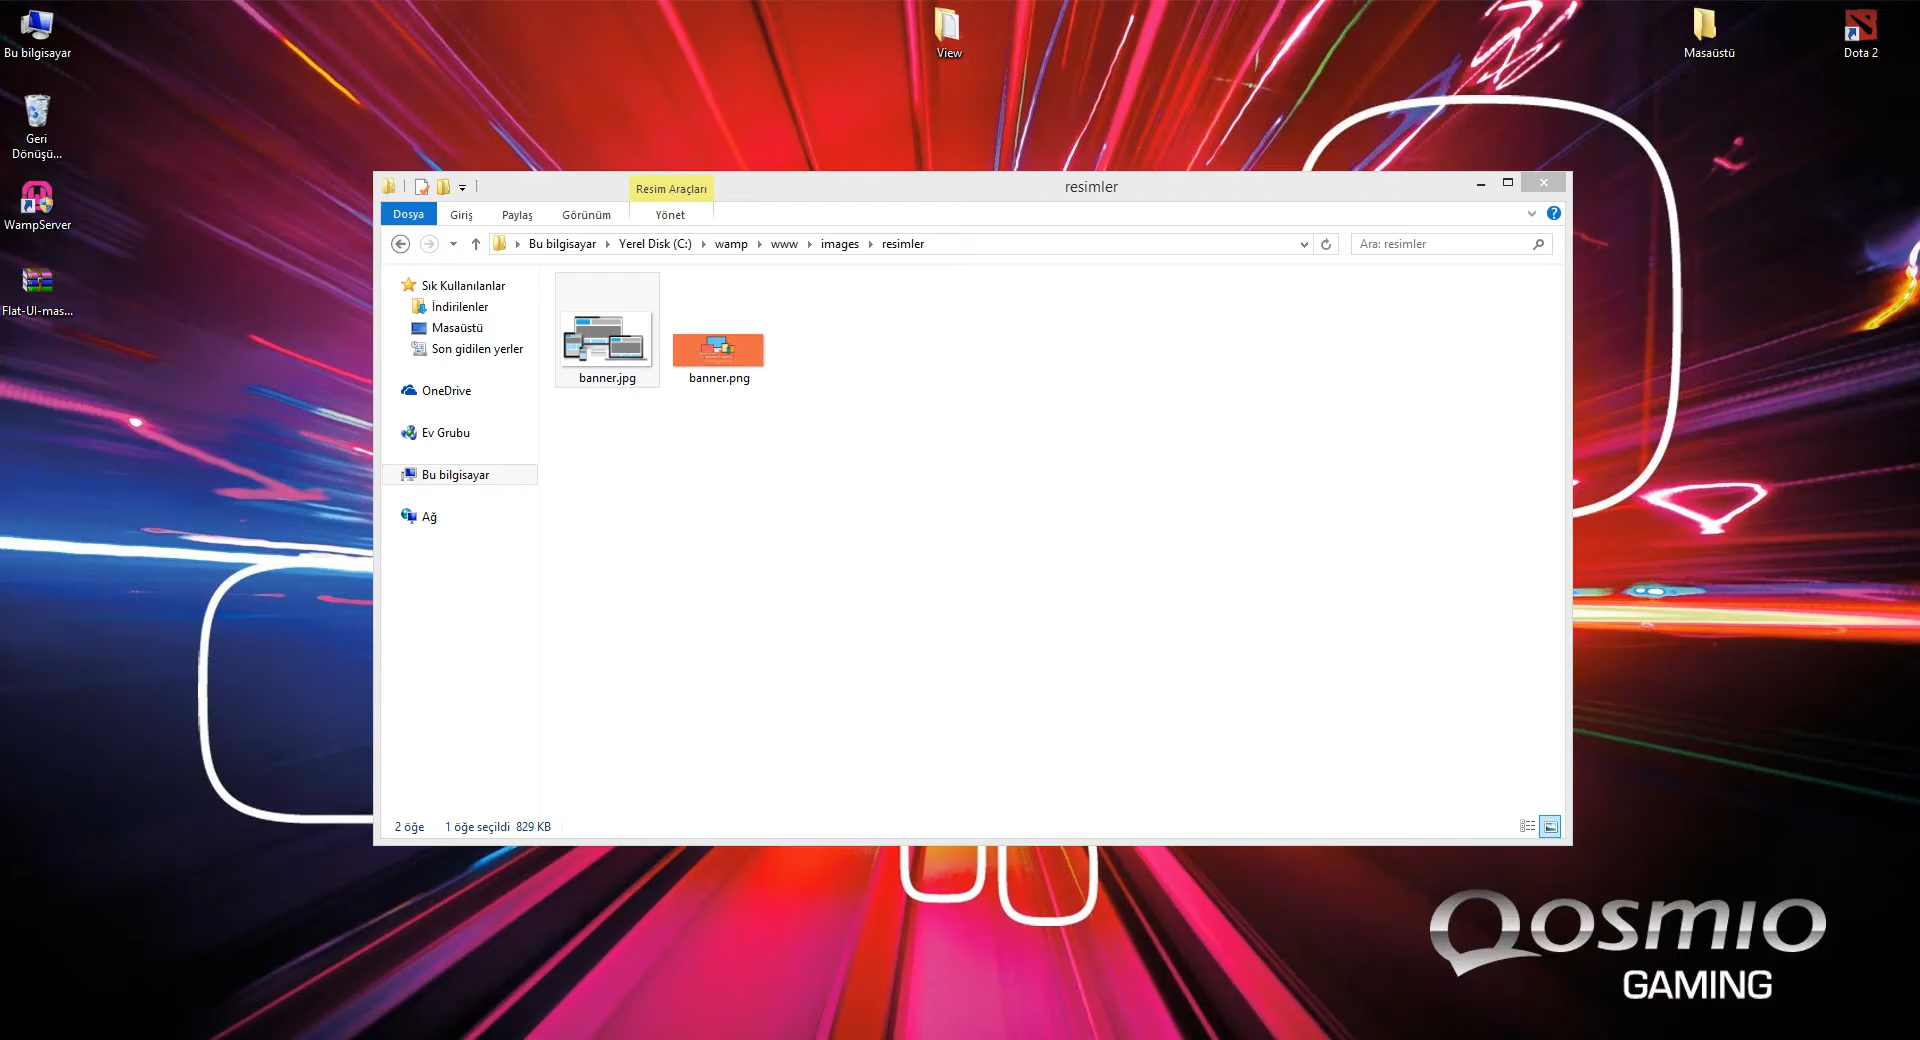 Bu bilgisayar
View
Masaüstü
Dota 2
Geri
Dönüşü...
WampServer
Flat-UI-mas...
Resim Araçları
resimler
Dosya
Giriş
Paylaş
Görünüm
Yönet
Bu bilgisayar
Yerel Disk (C:)
wamp
www
images
resimler
Ara: resimler
Sık Kullanılanlar
İndirilenler
Masaüstü
Son gidilen yerler
OneDrive
Ev Grubu
Bu bilgisayar
Ağ
banner.jpg
banner.png
2 öğe
1 öğe seçildi 829 KB
Qosmio
GAMING